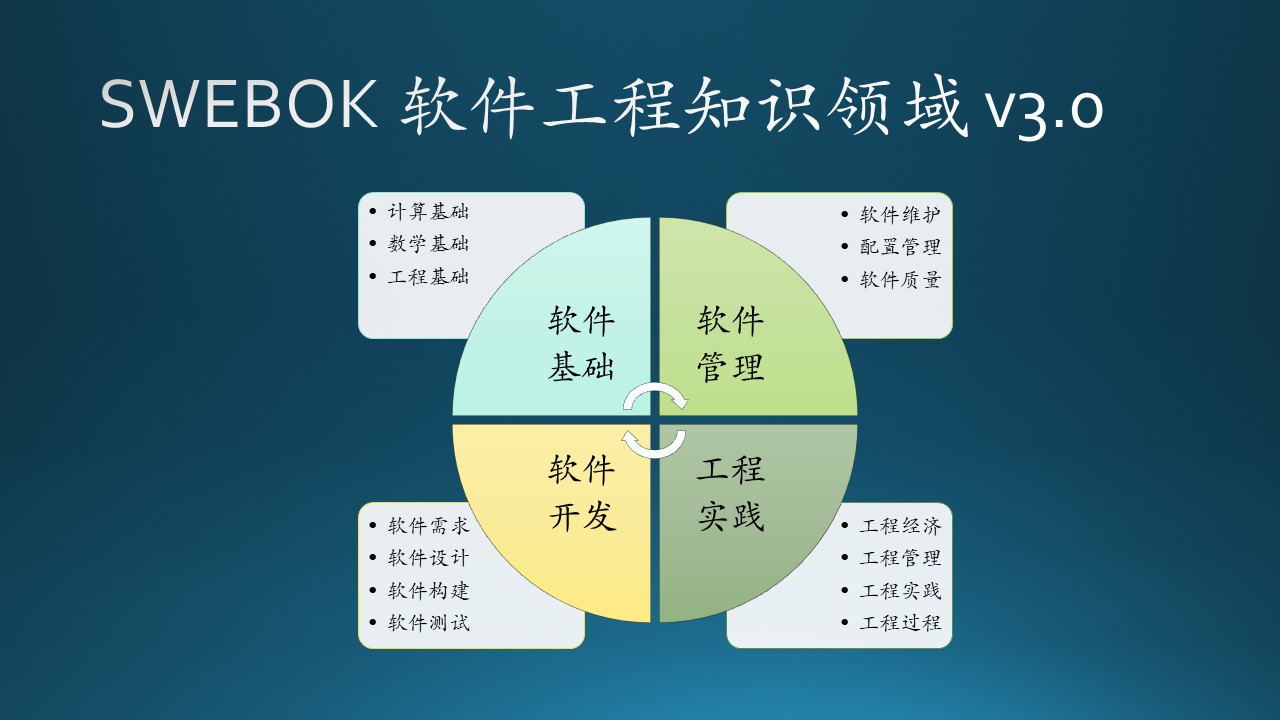 SWEBOK 软件工程知识领域 v3.0
• 计算基础
• 数学基础
• 工程基础
• 软件维护
• 配置管理
• 软件质量
软件
基础
软件
管理
软件
开发
工程
实践
• 软件需求
• 软件设计
• 软件构建
• 软件测试
• 工程经济
• 工程管理
• 工程实践
• 工程过程